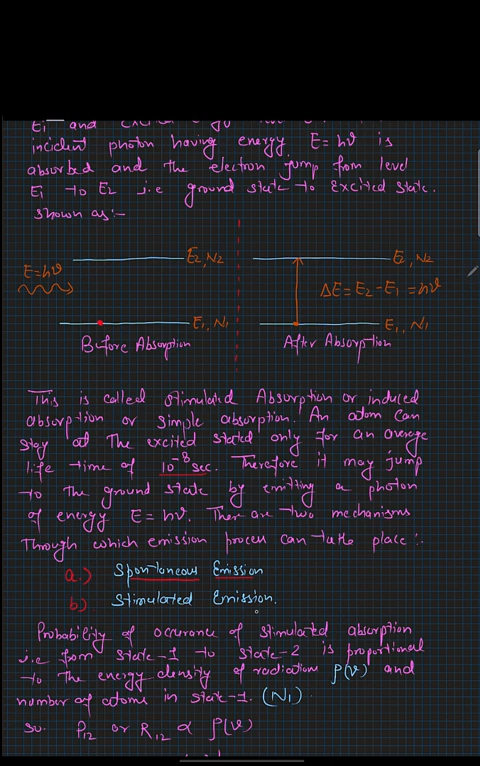 E1 and
incident photon having energy E=hν is
absorbed and the electron jump from level
E1 to E2 i.e ground state to Excited state.
shown as:-
E=hν
E2, N2
E1, N1
Before Absorption
E2, N2
ΔE=E2-E1=hν
E1, N1
After Absorption
This is called stimulated Absorption or induced
absorption or simple absorption. An atom can
stay at The excited stated only for an average
life time of 10⁻⁸ sec. Therefore it may jump
to the ground state by emitting a photon
of energy E=hν. There are two mechanisms
Through which emission process can take place:.
a.) Spontaneous Emission
b.) Stimulated Emission.
Probability of occurance of stimulated absorption
i.e from state-1 to state-2 is proportional
to the energy density of radiation ρ(ν) and
number of atoms in state-1. (N1).
so. P12 or R12 ∝ ρ(ν)